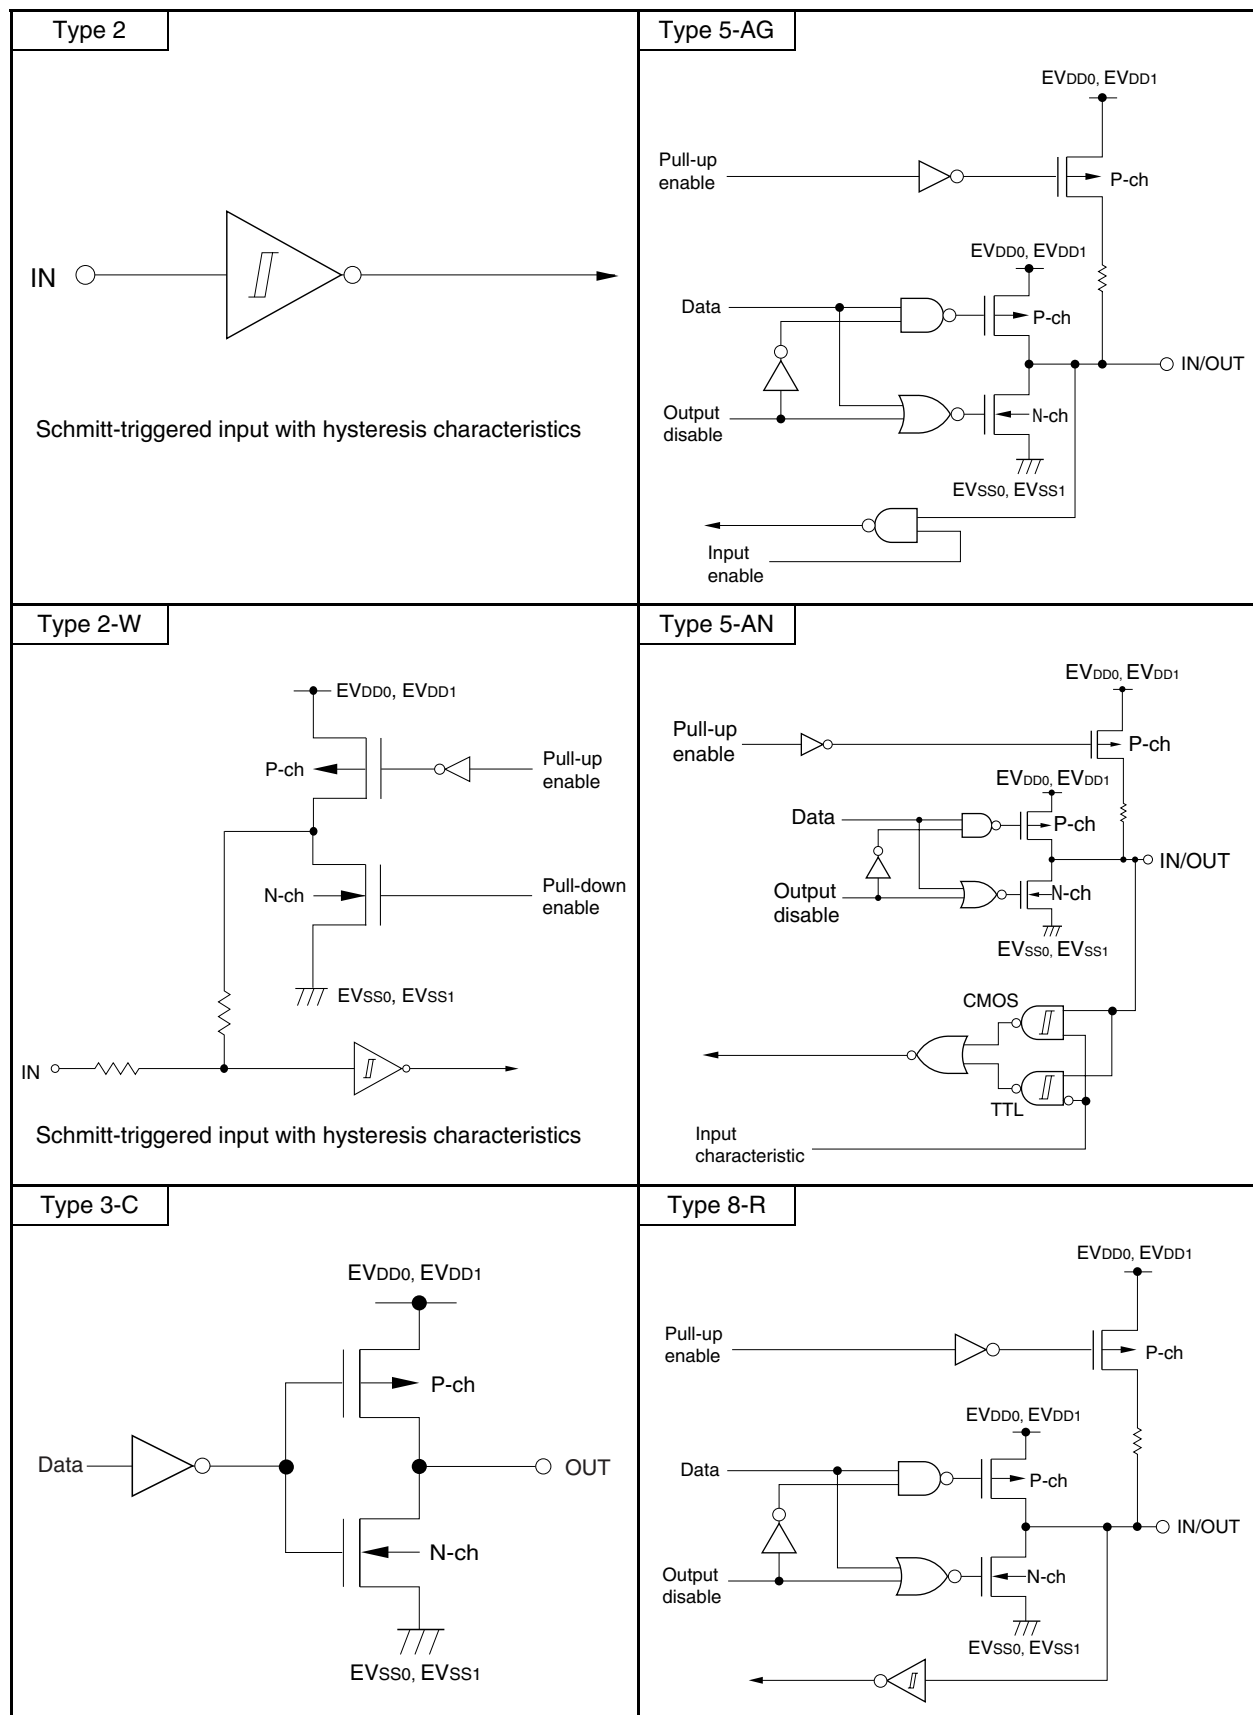 Type 2
IN
Schmitt-triggered input with hysteresis characteristics
Type 5-AG
EVDD0, EVDD1
Pull-up
enable
P-ch
EVDD0, EVDD1
Data
P-ch
IN/OUT
Output
disable
N-ch
EVSS0, EVSS1
Input
enable
Type 2-W
EVDD0, EVDD1
P-ch
Pull-up
enable
N-ch
Pull-down
enable
EVSS0, EVSS1
IN
Schmitt-triggered input with hysteresis characteristics
Type 5-AN
EVDD0, EVDD1
Pull-up
enable
P-ch
EVDD0, EVDD1
Data
P-ch
IN/OUT
Output
disable
N-ch
EVSS0, EVSS1
CMOS
TTL
Input
characteristic
Type 3-C
EVDD0, EVDD1
P-ch
Data
OUT
N-ch
EVSS0, EVSS1
Type 8-R
EVDD0, EVDD1
Pull-up
enable
P-ch
EVDD0, EVDD1
Data
P-ch
IN/OUT
Output
disable
N-ch
EVSS0, EVSS1